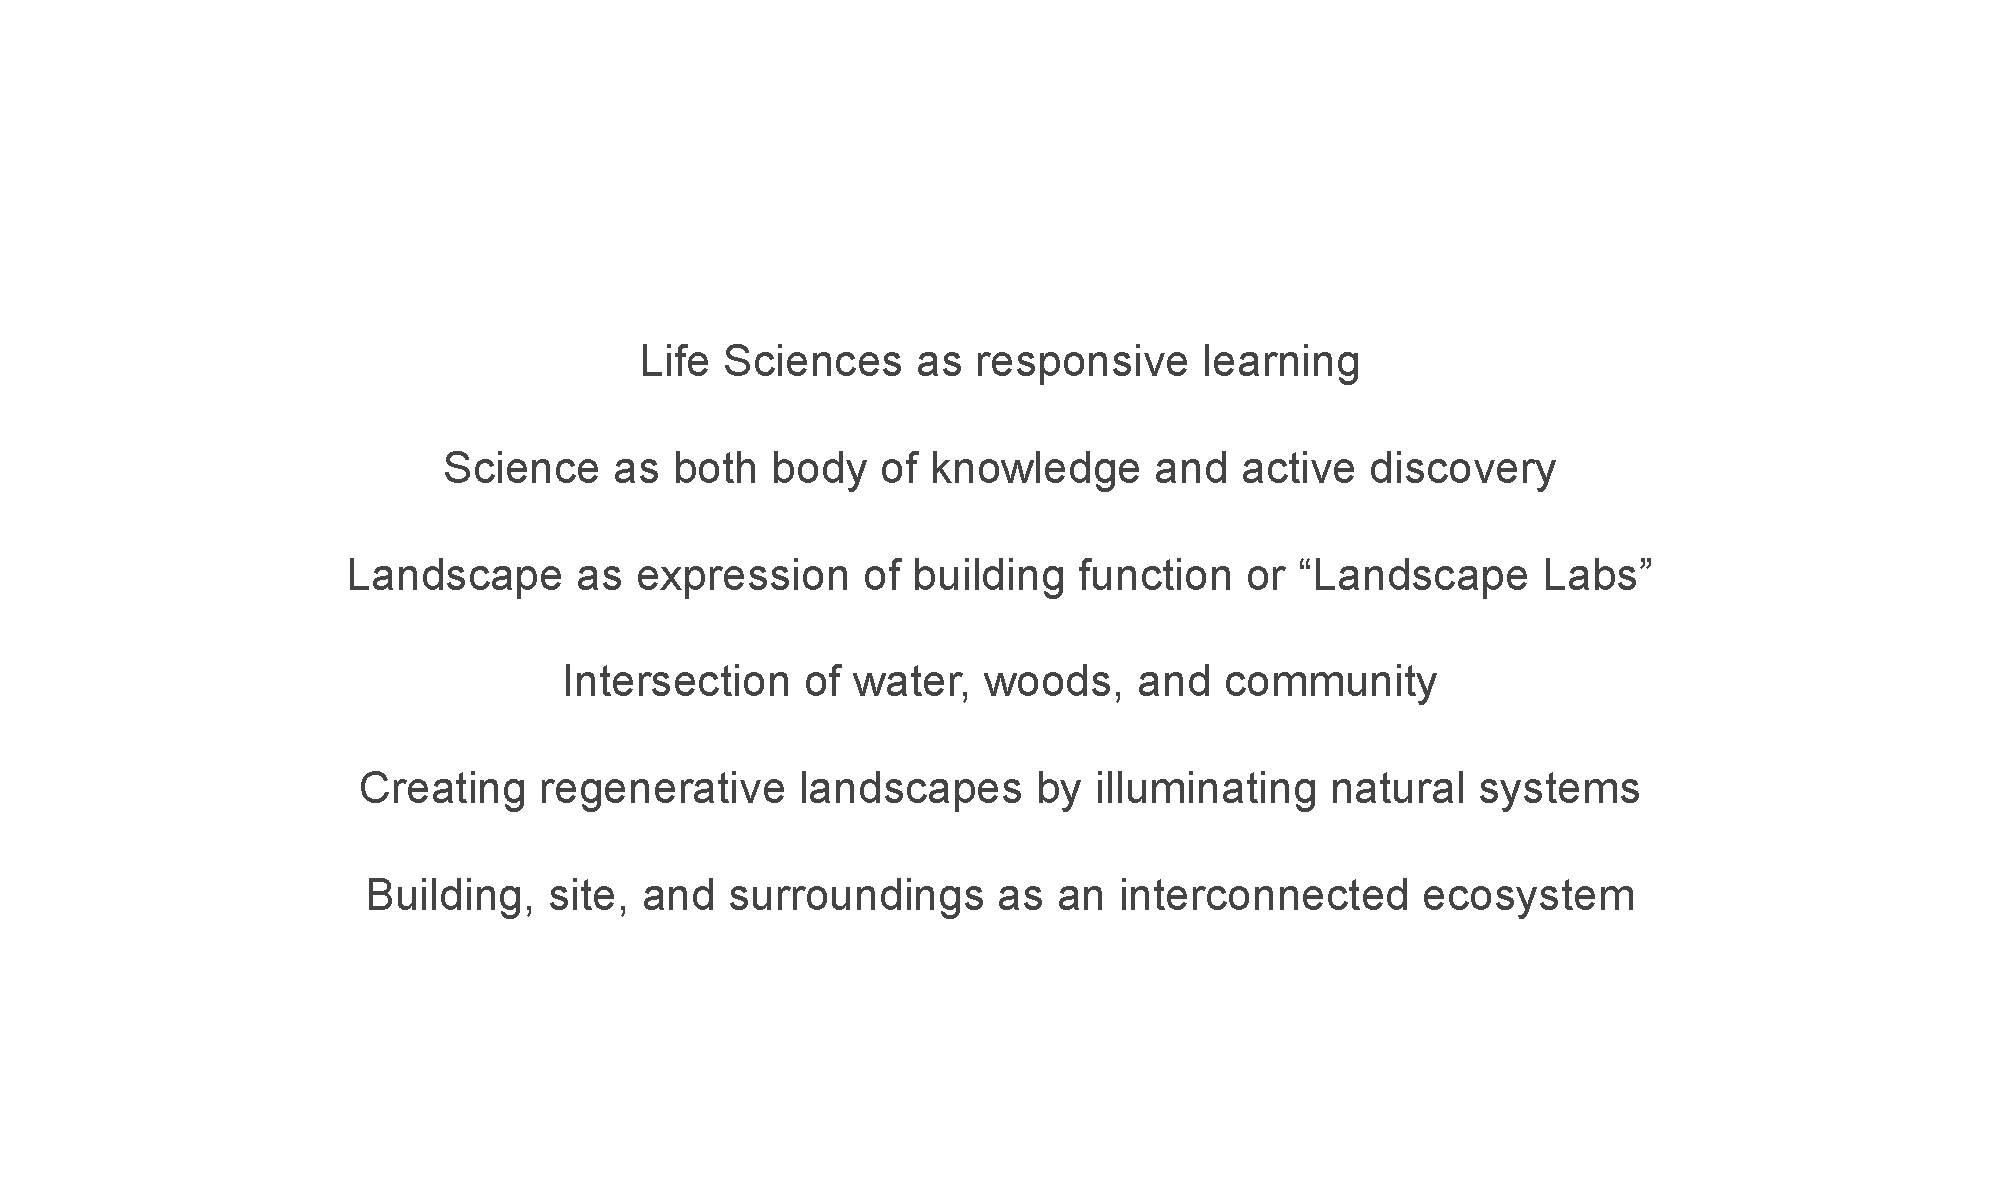 Life Sciences as responsive learning
Science as both body of knowledge and active discovery
Landscape as expression of building function or “Landscape Labs”
Intersection of water, woods, and community
Creating regenerative landscapes by illuminating natural systems
Building, site, and surroundings as an interconnected ecosystem